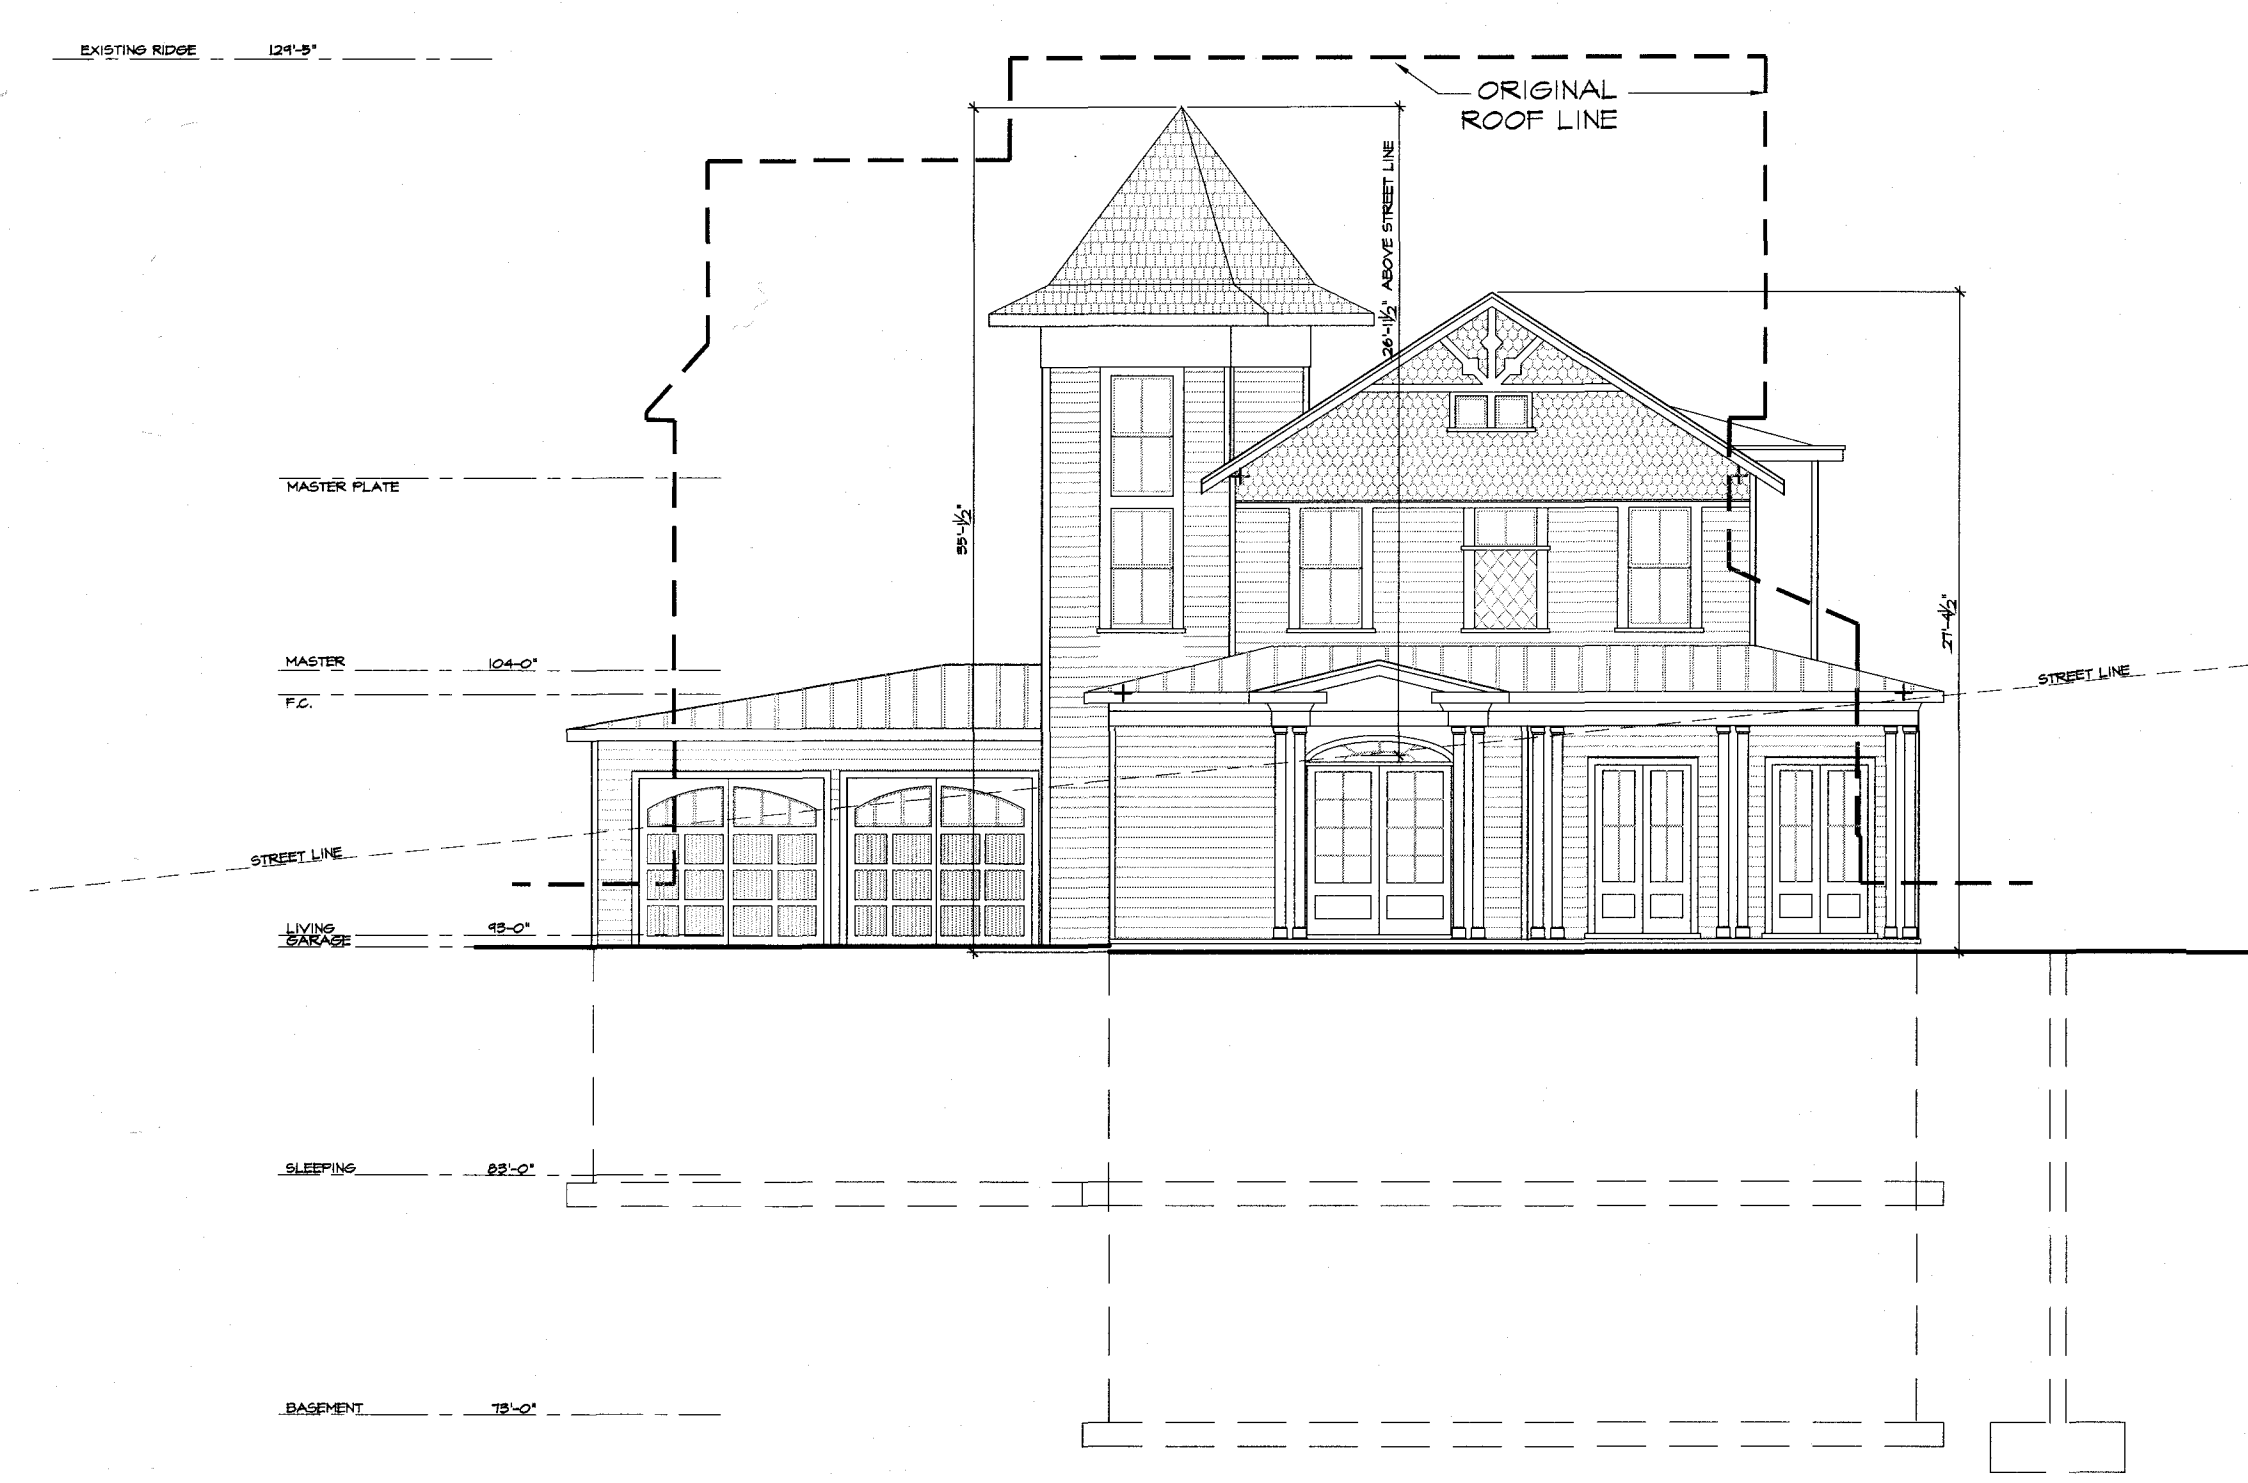 EXISTING RIDGE 129'-5"
ORIGINAL
ROOF LINE
26'-1½" ABOVE STREET LINE
MASTER PLATE
35'-1½"
27'-4½"
MASTER 104'-0"
F.C.
STREET LINE
STREET LINE
LIVING 93'-0"
GARAGE
SLEEPING 83'-0"
BASEMENT 73'-0"